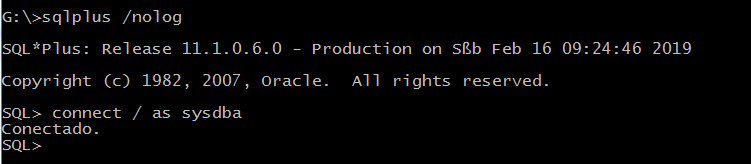 G:\>sqlplus /nolog
SQL*Plus: Release 11.1.0.6.0 - Production on Sßb Feb 16 09:24:46 2019
Copyright (c) 1982, 2007, Oracle.  All rights reserved.
SQL> connect / as sysdba
Conectado.
SQL>